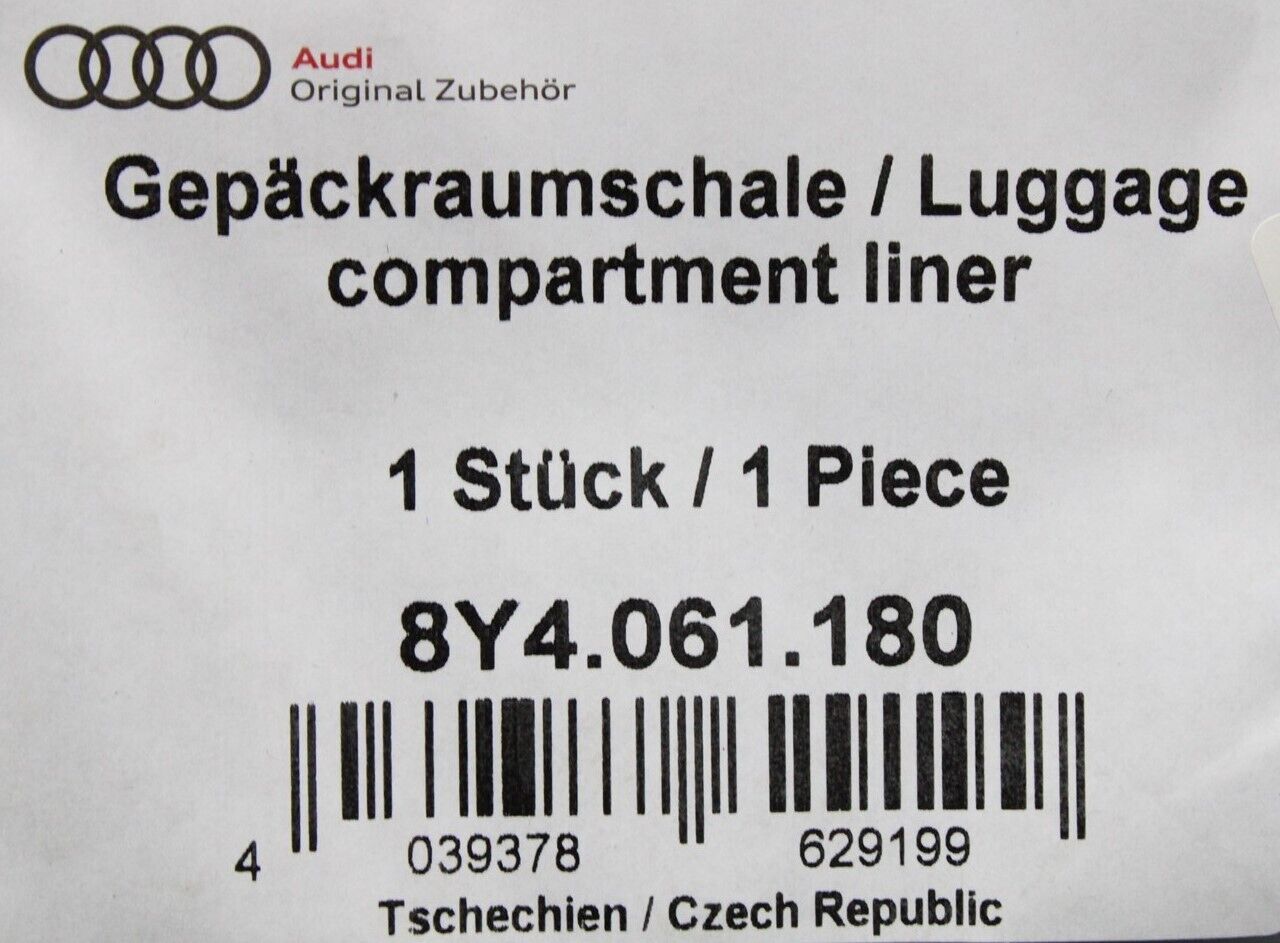 Audi
Original Zubehör
Gepäckraumschale / Luggage
compartment liner
1 Stück / 1 Piece
8Y4.061.180
4 039378 629199
Tschechien / Czech Republic